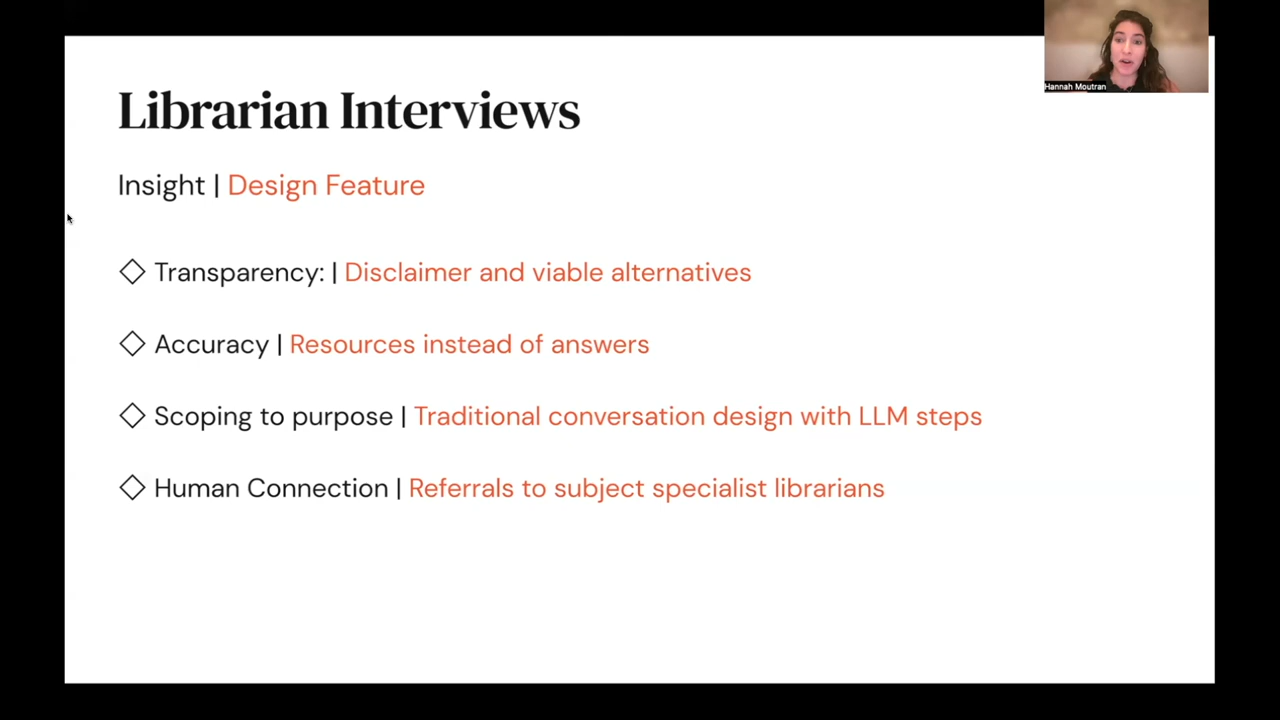 Hannah Moutran
Librarian Interviews
Insight | Design Feature
Transparency: | Disclaimer and viable alternatives
Accuracy | Resources instead of answers
Scoping to purpose | Traditional conversation design with LLM steps
Human Connection | Referrals to subject specialist librarians